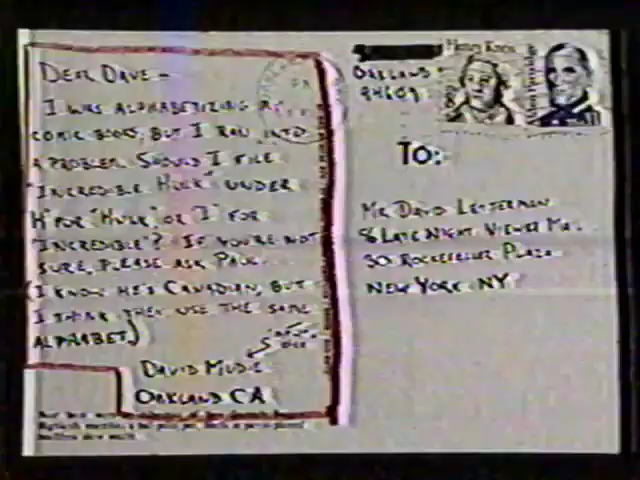 DEAR DAVE –
I WAS ALPHABETIZING MY
COMIC BOOKS, BUT I RAN INTO
A PROBLEM. SHOULD I FILE
"INCREDIBLE HULK" UNDER
"H" FOR "HULK" OR "I" FOR
"INCREDIBLE"? IF YOU'RE NOT
SURE, PLEASE ASK PAUL.
(I KNOW HE'S CANADIAN, BUT
I THINK THEY USE THE SAME
ALPHABET.)
DAVID
OAKLAND CA
OAKLAND
94609
Henry Knox
To:
MR. DAVID LETTERMAN
% LATE NIGHT VIEWER MAIL
30 ROCKEFELLER PLAZA
NEW YORK, NY